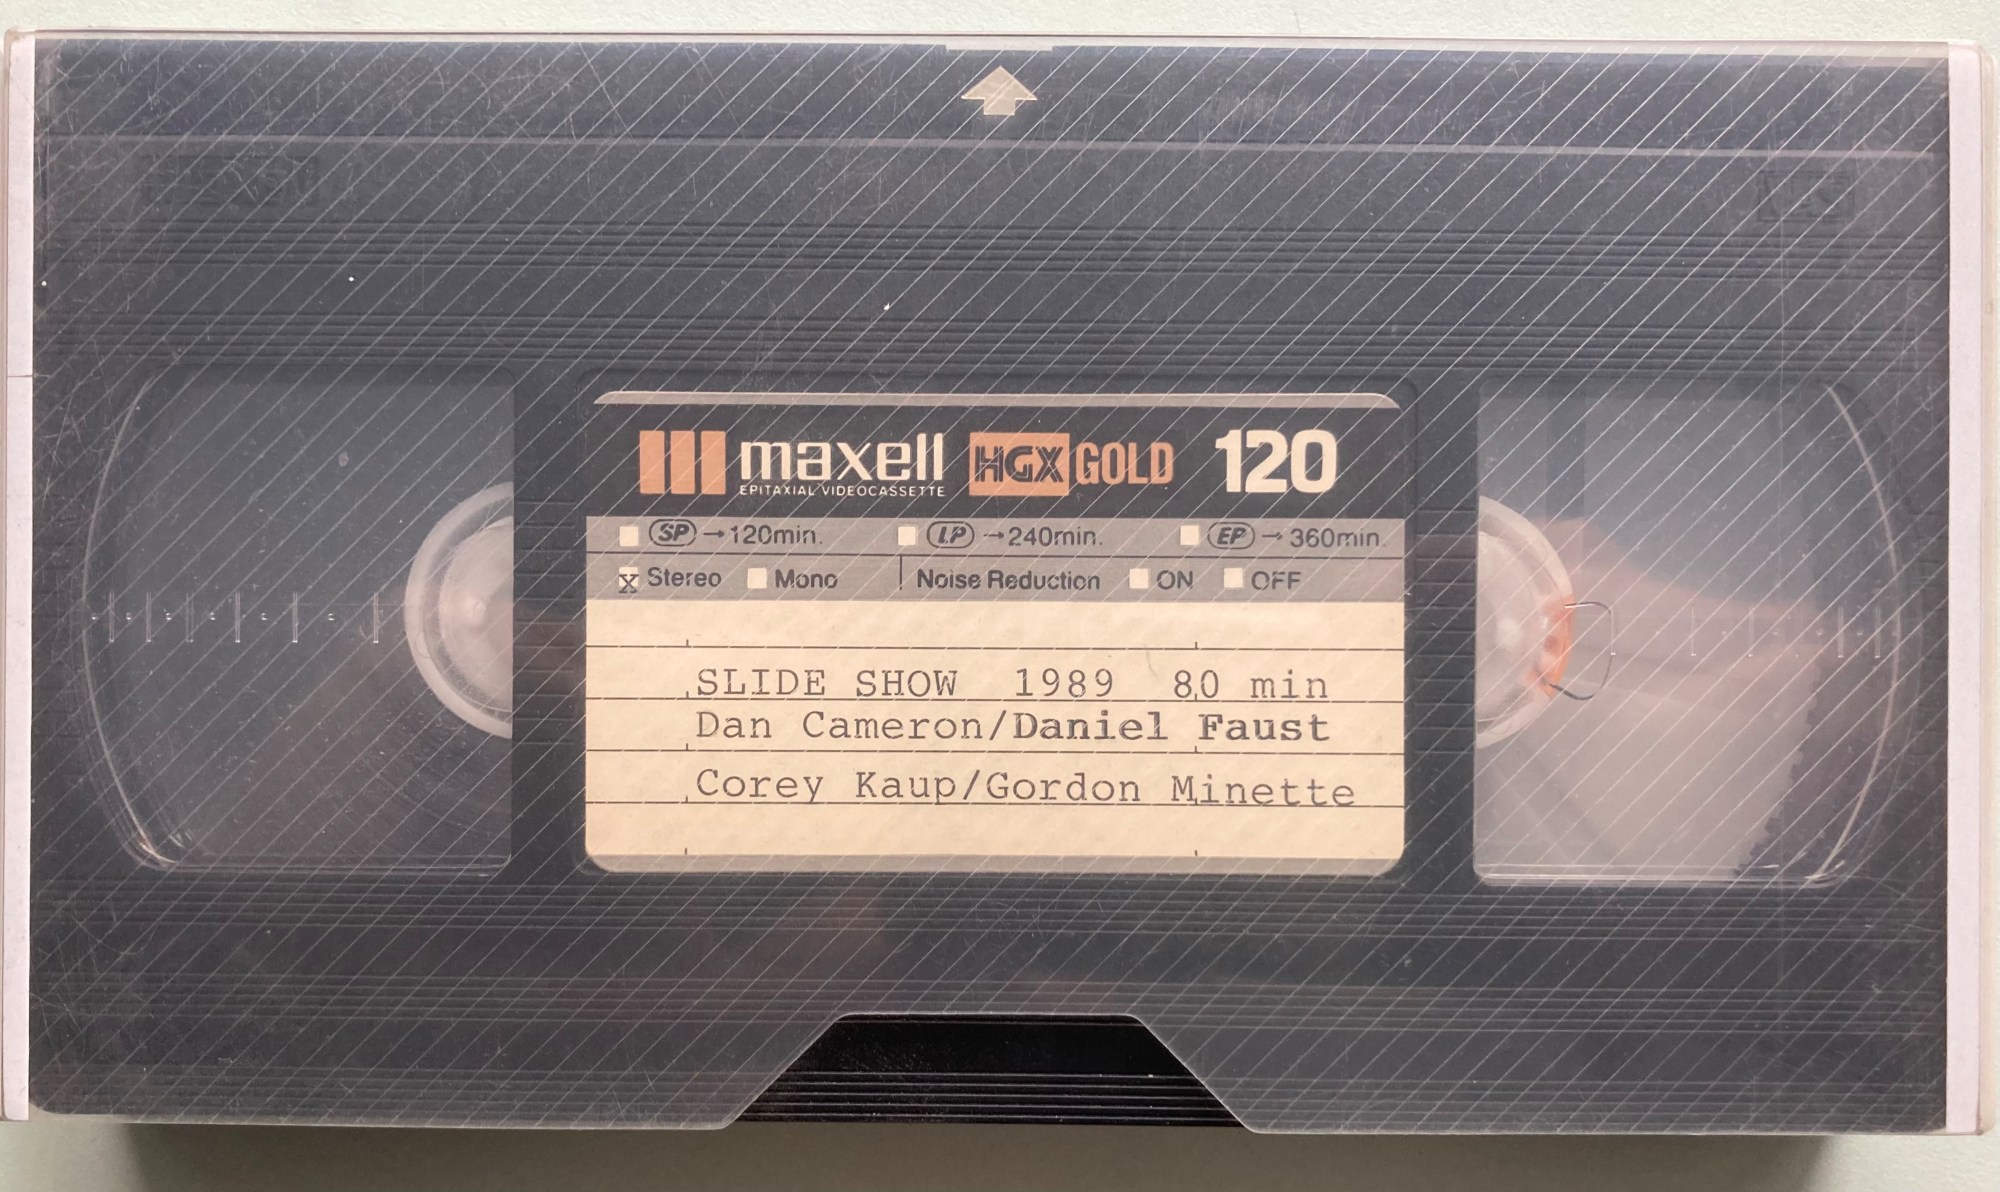 maxell HGX GOLD 120
EPITAXIAL VIDEOCASSETTE
SP →120min. LP →240min. EP → 360min.
x Stereo Mono Noise Reduction ON OFF
SLIDE SHOW 1989 80 min
Dan Cameron/Daniel Faust
Corey Kaup/Gordon Minette